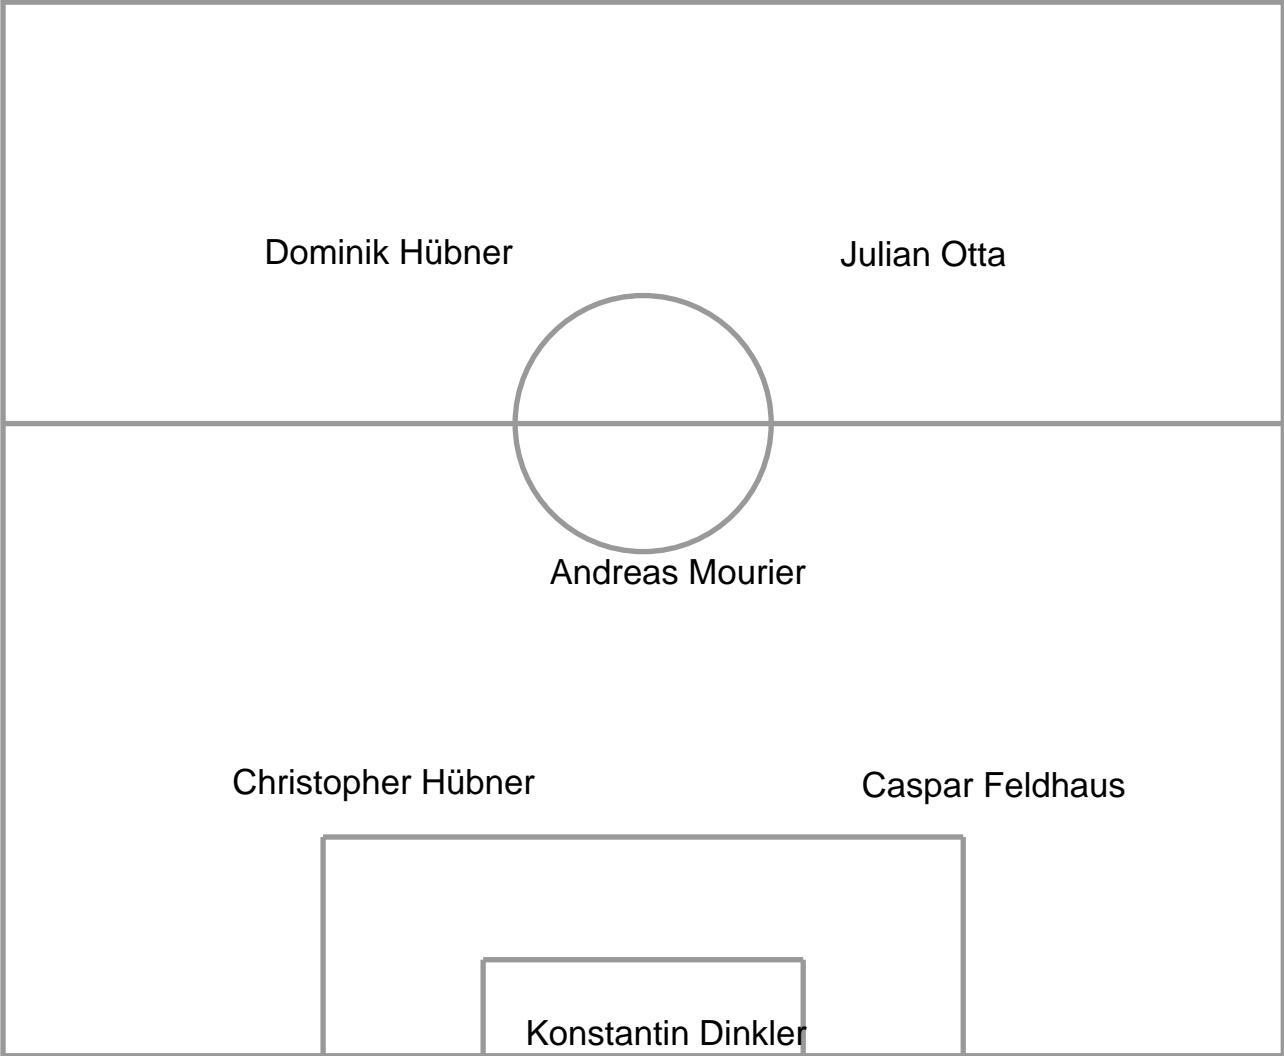 Dominik Hübner
Julian Otta
Andreas Mourier
Christopher Hübner
Caspar Feldhaus
Konstantin Dinkler